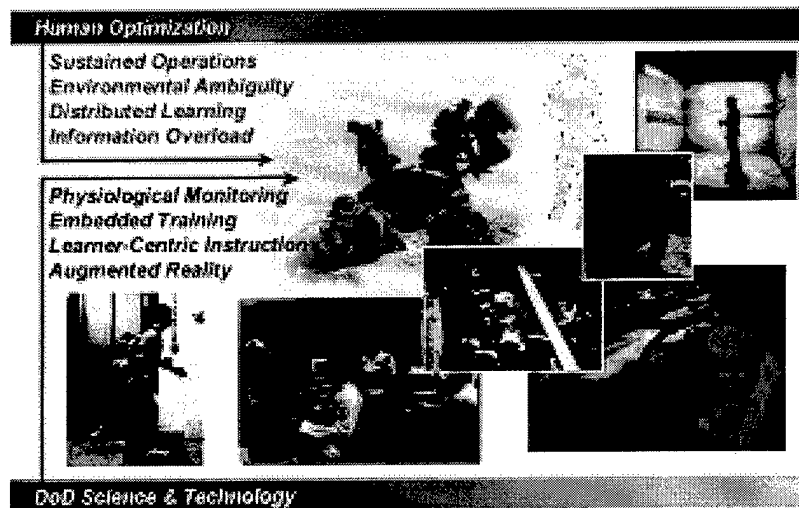 Human Optimization
Sustained Operations
Environmental Ambiguity
Distributed Learning
Information Overload
Physiological Monitoring
Embedded Training
Learner-Centric Instruction
Augmented Reality
DoD Science & Technology